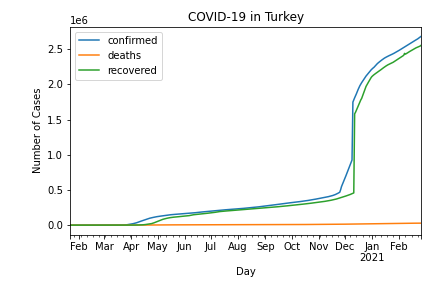 COVID-19 in Turkey
1e6
confirmed
deaths
recovered
2.5
2.0
1.5
1.0
0.5
0.0
Number of Cases
Feb Mar Apr May Jun Jul Aug Sep Oct Nov Dec Jan Feb
2021
Day